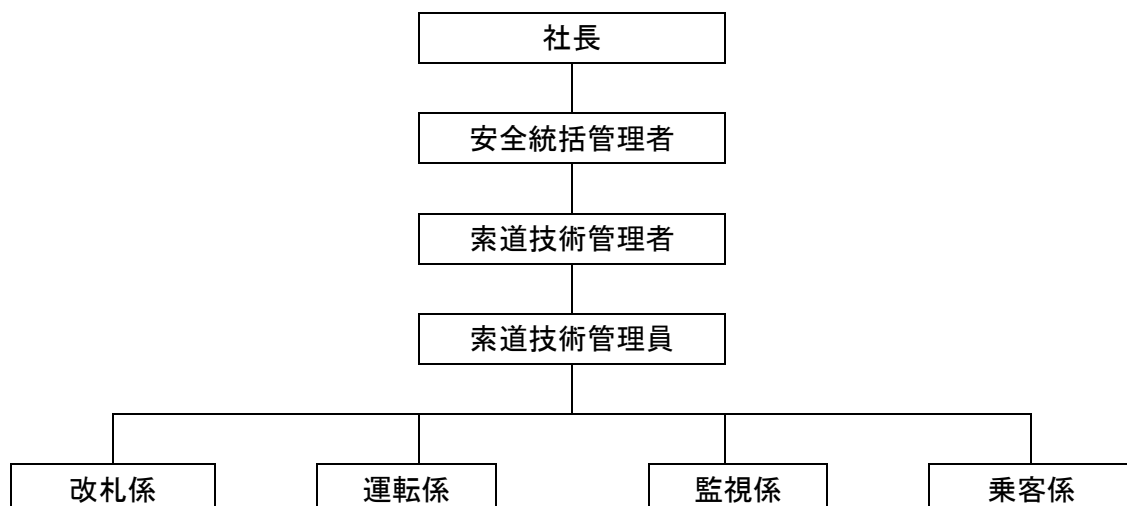 社長
安全統括管理者
索道技術管理者
索道技術管理員
改札係
運転係
監視係
乗客係